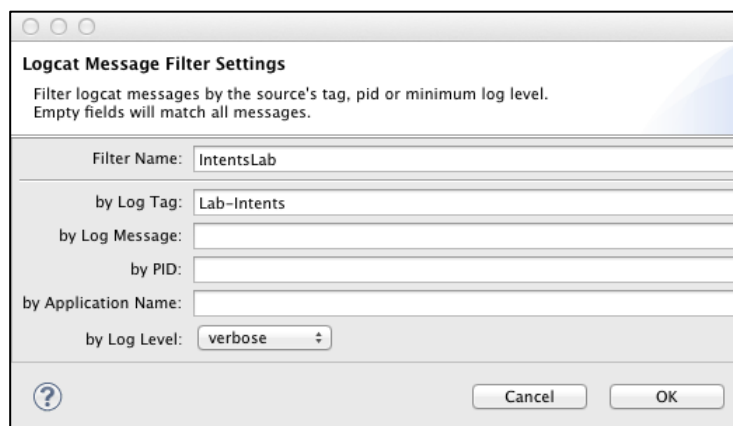 Logcat Message Filter Settings
Filter logcat messages by the source's tag, pid or minimum log level.
Empty fields will match all messages.
Filter Name: IntentsLab
by Log Tag: Lab-Intents
by Log Message:
by PID:
by Application Name:
by Log Level: verbose
? Cancel OK